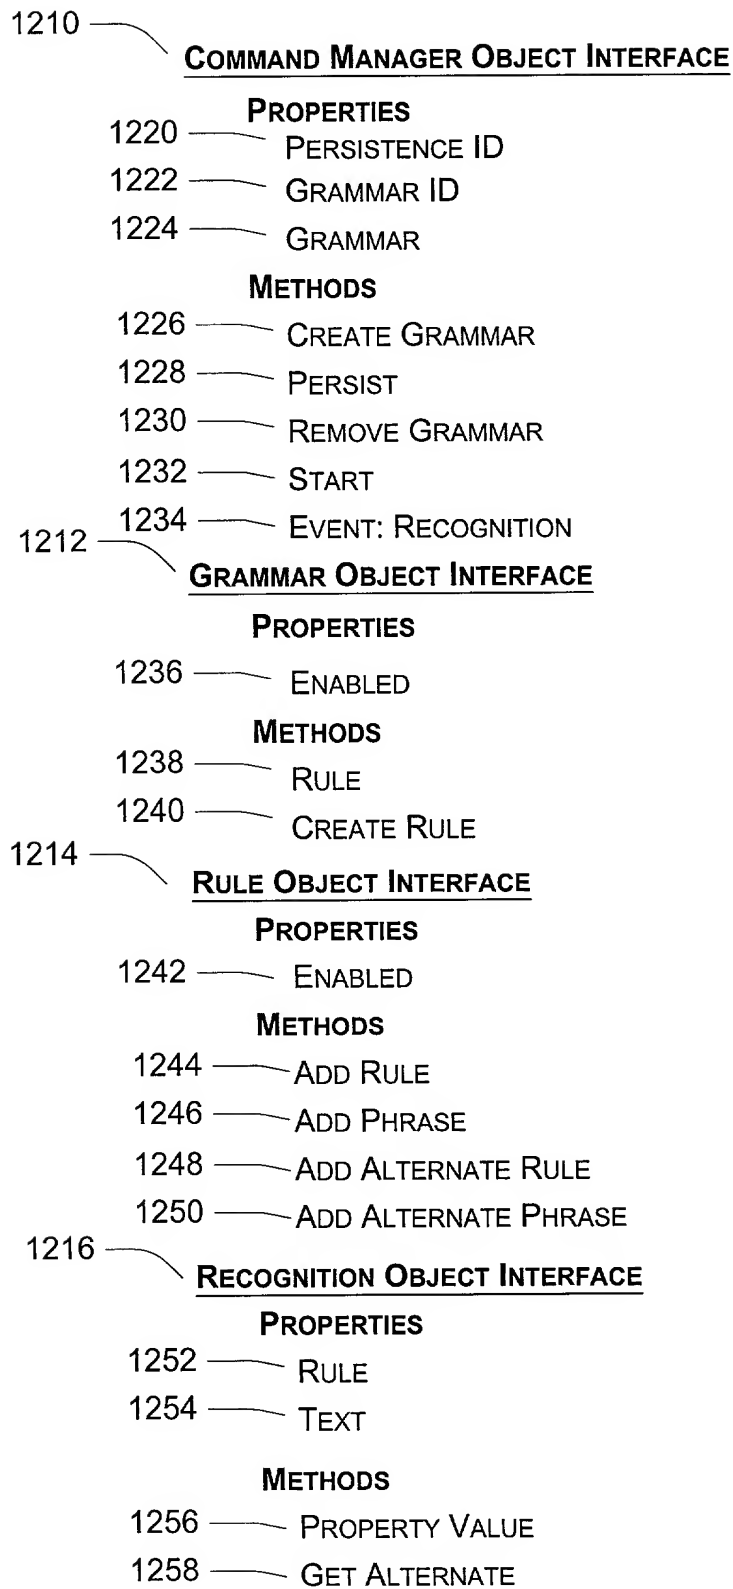 1210
COMMAND MANAGER OBJECT INTERFACE
PROPERTIES
1220 PERSISTENCE ID
1222 GRAMMAR ID
1224 GRAMMAR
METHODS
1226 CREATE GRAMMAR
1228 PERSIST
1230 REMOVE GRAMMAR
1232 START
1234 EVENT: RECOGNITION
1212
GRAMMAR OBJECT INTERFACE
PROPERTIES
1236 ENABLED
METHODS
1238 RULE
1240 CREATE RULE
1214
RULE OBJECT INTERFACE
PROPERTIES
1242 ENABLED
METHODS
1244 ADD RULE
1246 ADD PHRASE
1248 ADD ALTERNATE RULE
1250 ADD ALTERNATE PHRASE
1216
RECOGNITION OBJECT INTERFACE
PROPERTIES
1252 RULE
1254 TEXT
METHODS
1256 PROPERTY VALUE
1258 GET ALTERNATE